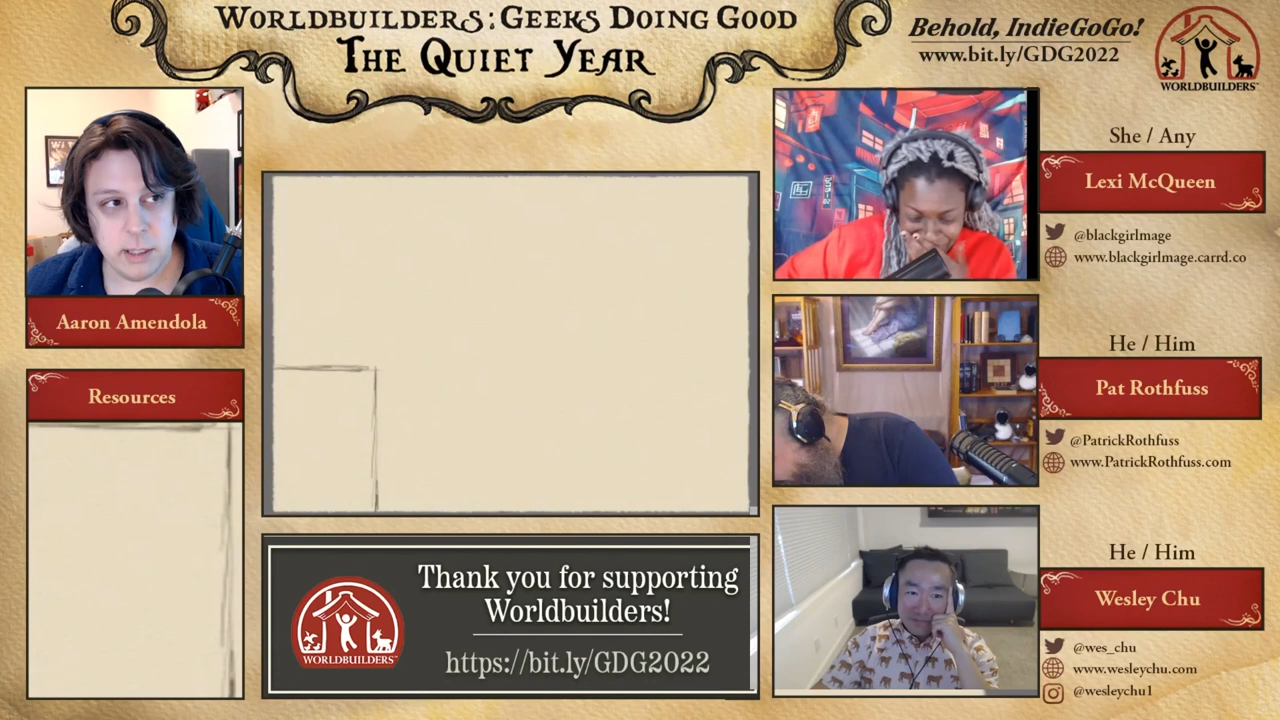 WORLDBUILDERS: GEEKS DOING GOOD
THE QUIET YEAR
Behold, IndieGoGo!
www.bit.ly/GDG2022
WORLDBUILDERS™
Aaron Amendola
Resources
She / Any
Lexi McQueen
@blackgirlmage
www.blackgirlmage.carrd.co
He / Him
Pat Rothfuss
@PatrickRothfuss
www.PatrickRothfuss.com
He / Him
Wesley Chu
@wes_chu
www.wesleychu.com
@wesleychu1
Thank you for supporting
Worldbuilders!
https://bit.ly/GDG2022
WORLDBUILDERS™